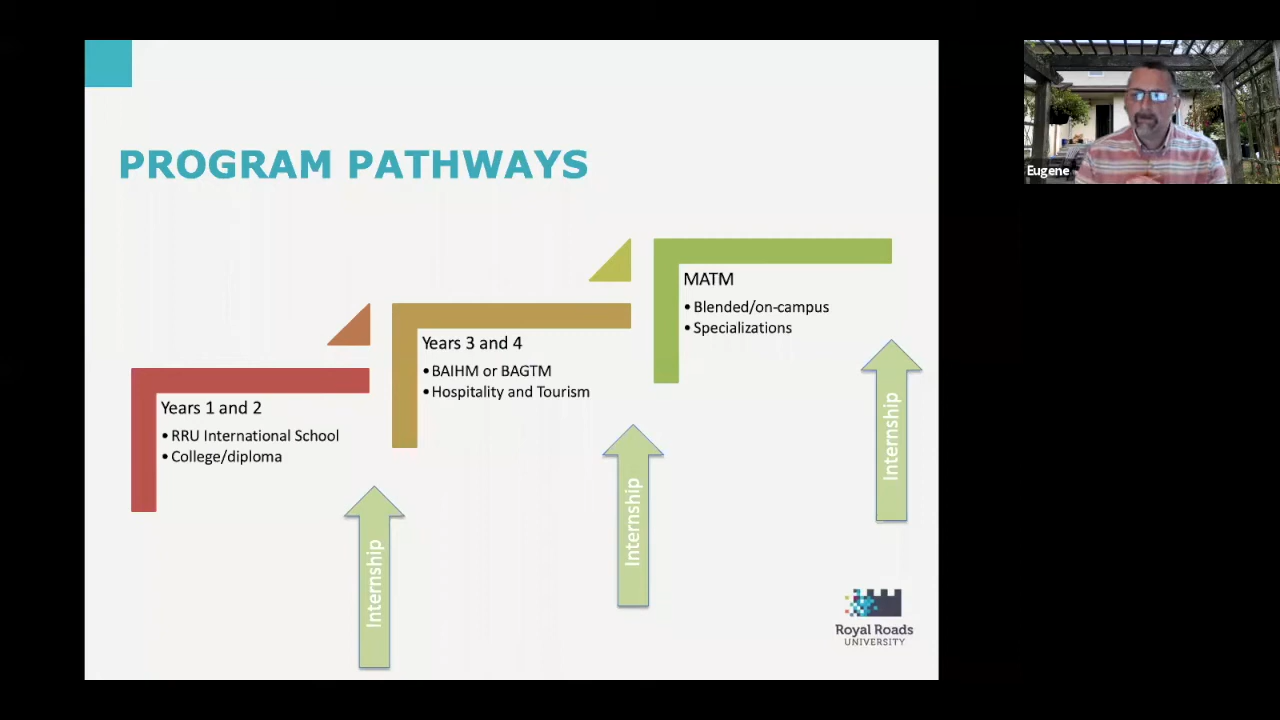 PROGRAM PATHWAYS
Eugene
MATM
• Blended/on-campus
• Specializations
Years 3 and 4
• BAIHM or BAGTM
• Hospitality and Tourism
Years 1 and 2
• RRU International School
• College/diploma
Internship
Internship
Internship
Royal Roads
UNIVERSITY